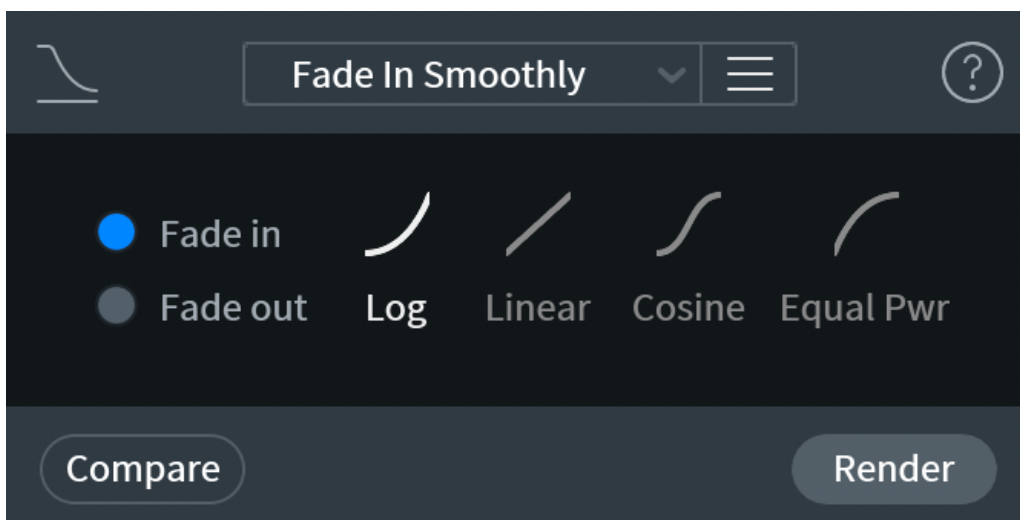 Fade In Smoothly
?
Fade in
Fade out
Log
Linear
Cosine
Equal Pwr
Compare
Render